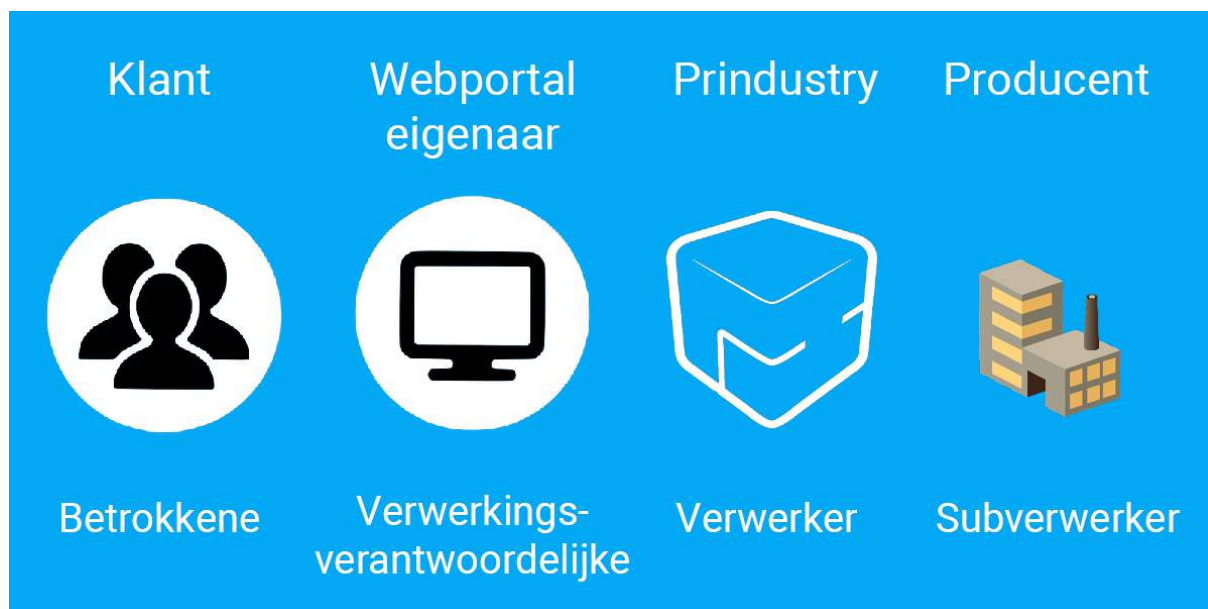 Klant
Webportal
eigenaar
Prindustry
Producent
Betrokkene
Verwerkings-
verantwoordelijke
Verwerker
Subverwerker